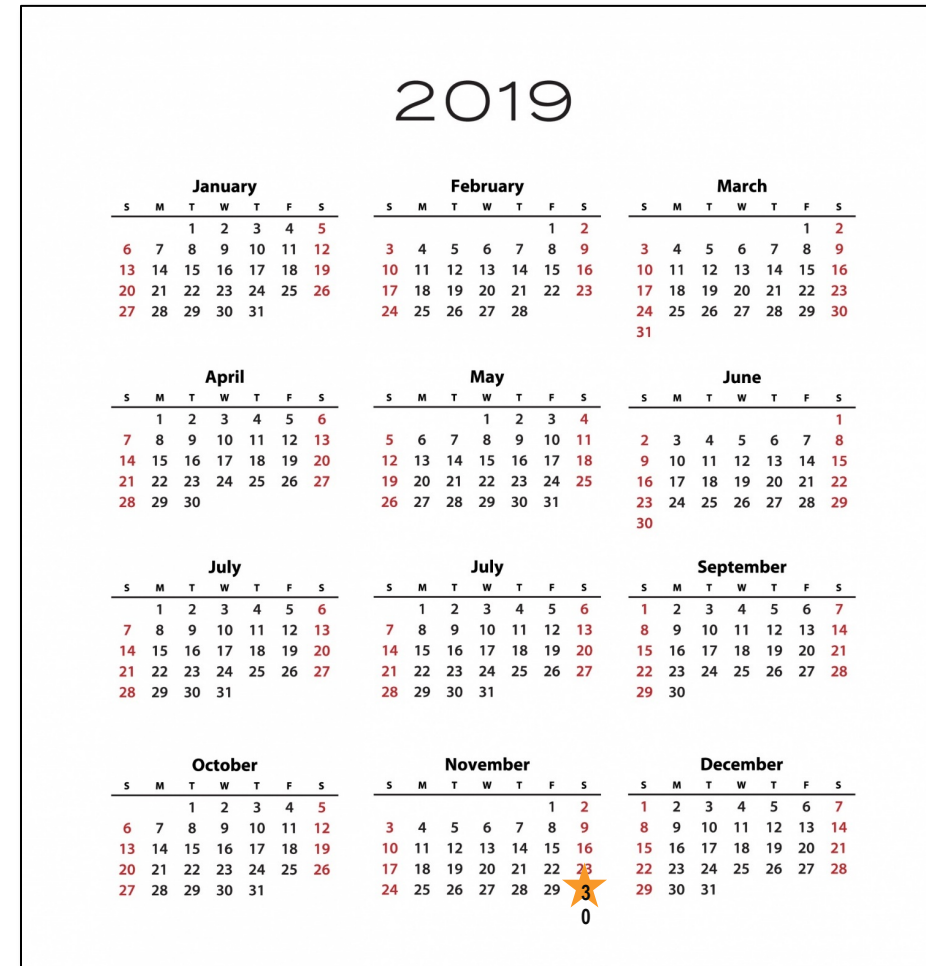 2019
January February March
S M T W T F S S M T W T F S S M T W T F S
1 2 3 4 5 1 2 1 2
6 7 8 9 10 11 12 3 4 5 6 7 8 9 3 4 5 6 7 8 9
13 14 15 16 17 18 19 10 11 12 13 14 15 16 10 11 12 13 14 15 16
20 21 22 23 24 25 26 17 18 19 20 21 22 23 17 18 19 20 21 22 23
27 28 29 30 31 24 25 26 27 28 24 25 26 27 28 29 30
31
April May June
S M T W T F S S M T W T F S S M T W T F S
1 2 3 4 5 6 1 2 3 4 1
7 8 9 10 11 12 13 5 6 7 8 9 10 11 2 3 4 5 6 7 8
14 15 16 17 18 19 20 12 13 14 15 16 17 18 9 10 11 12 13 14 15
21 22 23 24 25 26 27 19 20 21 22 23 24 25 16 17 18 19 20 21 22
28 29 30 26 27 28 29 30 31 23 24 25 26 27 28 29
30
July July September
S M T W T F S S M T W T F S S M T W T F S
1 2 3 4 5 6 1 2 3 4 5 6 1 2 3 4 5 6 7
7 8 9 10 11 12 13 7 8 9 10 11 12 13 8 9 10 11 12 13 14
14 15 16 17 18 19 20 14 15 16 17 18 19 20 15 16 17 18 19 20 21
21 22 23 24 25 26 27 21 22 23 24 25 26 27 22 23 24 25 26 27 28
28 29 30 31 28 29 30 31 29 30
October November December
S M T W T F S S M T W T F S S M T W T F S
1 2 3 4 5 1 2 1 2 3 4 5 6 7
6 7 8 9 10 11 12 3 4 5 6 7 8 9 8 9 10 11 12 13 14
13 14 15 16 17 18 19 10 11 12 13 14 15 16 15 16 17 18 19 20 21
20 21 22 23 24 25 26 17 18 19 20 21 22 23 22 23 24 25 26 27 28
27 28 29 30 31 24 25 26 27 28 29 3 29 30 31
0